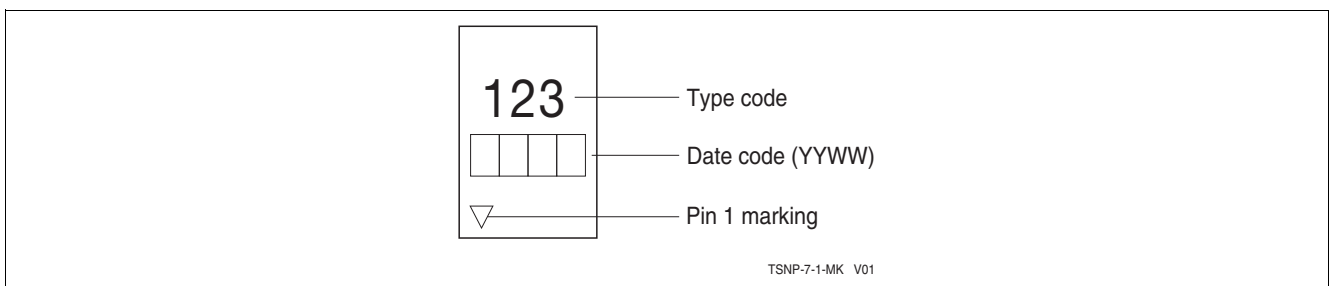 123
Type code
Date code (YYWW)
Pin 1 marking
TSNP-7-1-MK V01